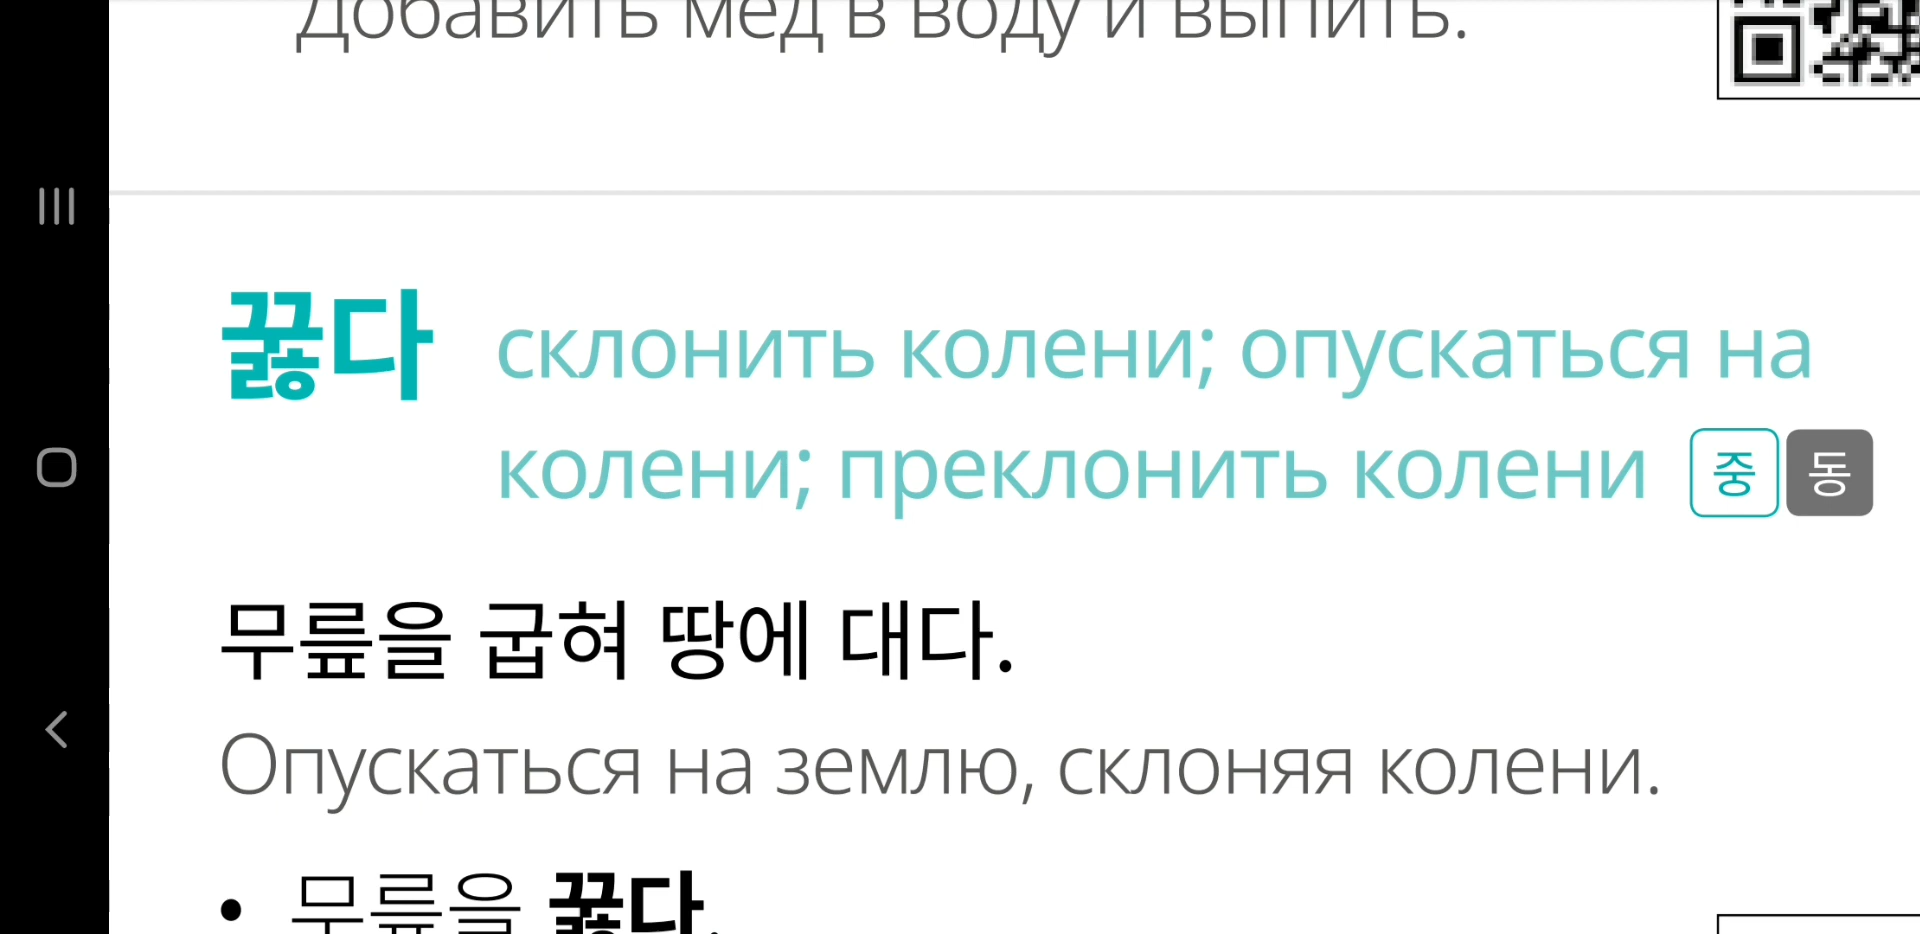 Добавить мёд в воду и выпить.
꿇다 склонить колени; опускаться на
колени; преклонить колени 중 동
무릎을 굽혀 땅에 대다.
Опускаться на землю, склоняя колени.
• 무릎을 꿇다.